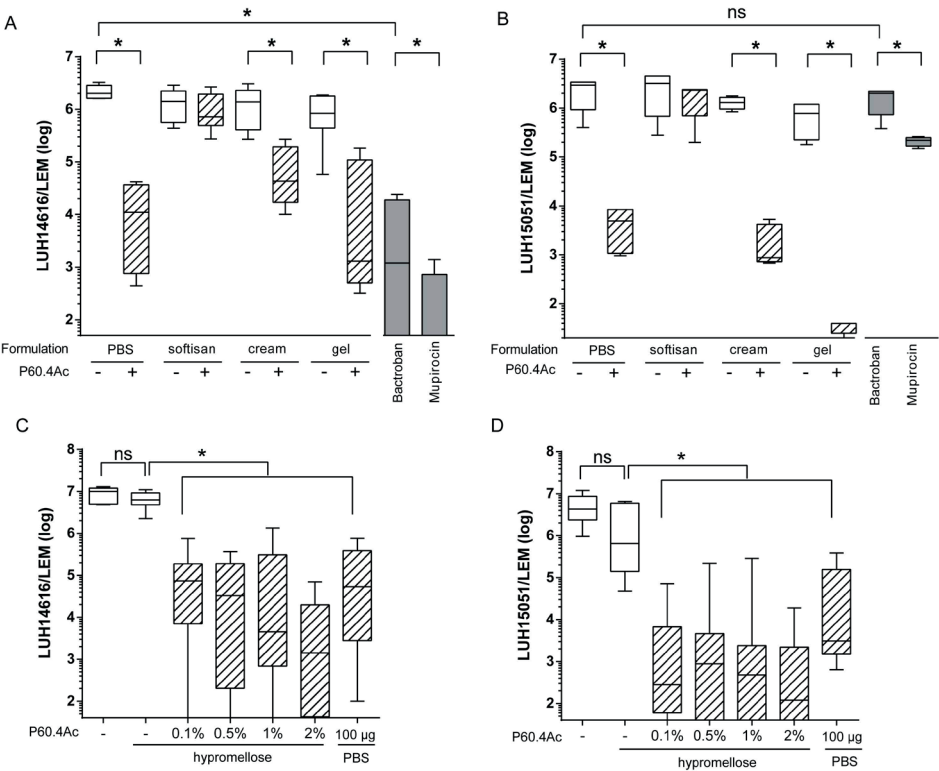 A
*
*
*
*
*
LUH14616/LEM (log)
7
6
5
4
3
2
Formulation PBS softisan cream gel
P60.4Ac - + - + - + - +
Bactroban
Mupirocin
B
ns
*
*
*
*
LUH15051/LEM (log)
7
6
5
4
3
2
Formulation PBS softisan cream gel
P60.4Ac - + - + - + - +
Bactroban
Mupirocin
C
ns
*
LUH14616/LEM (log)
8
7
6
5
4
3
2
P60.4Ac - - 0.1% 0.5% 1% 2% 100 µg
hypromellose PBS
D
ns
*
LUH15051/LEM (log)
8
7
6
5
4
3
2
P60.4Ac - - 0.1% 0.5% 1% 2% 100 µg
hypromellose PBS